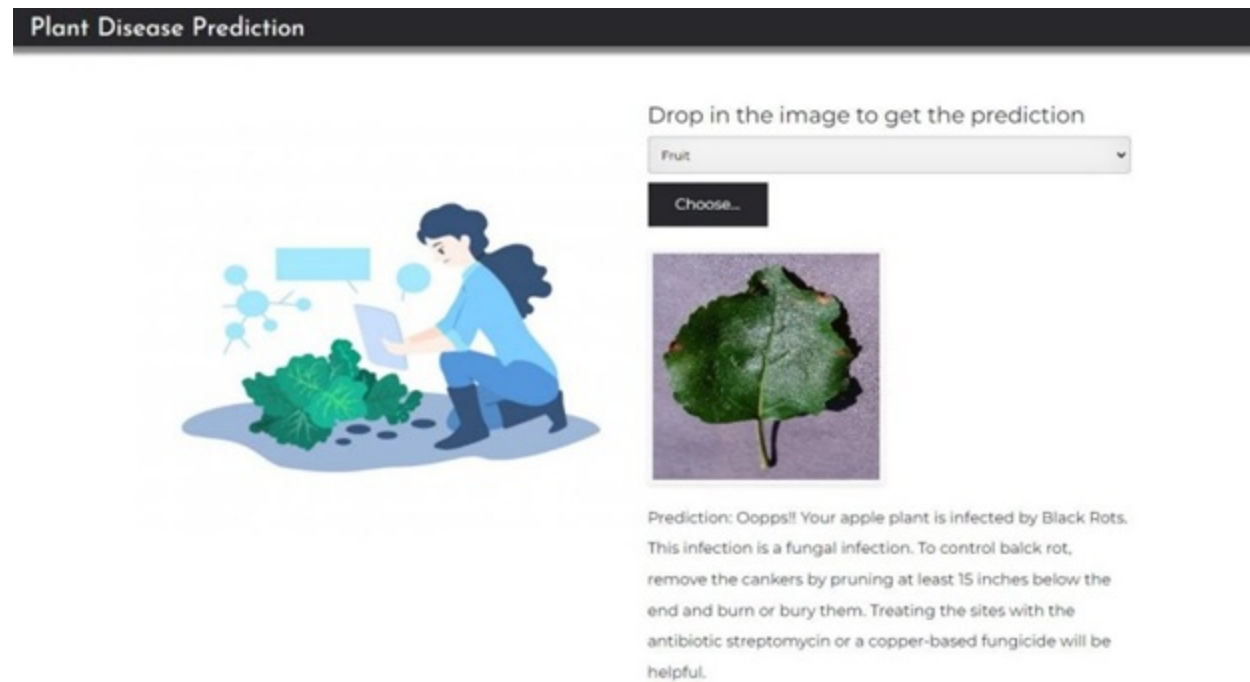 Plant Disease Prediction
Drop in the image to get the prediction
Fruit
Choose...
Prediction: Oopps!! Your apple plant is infected by Black Rots.
This infection is a fungal infection. To control balck rot,
remove the cankers by pruning at least 15 inches below the
end and burn or bury them. Treating the sites with the
antibiotic streptomycin or a copper-based fungicide will be
helpful.